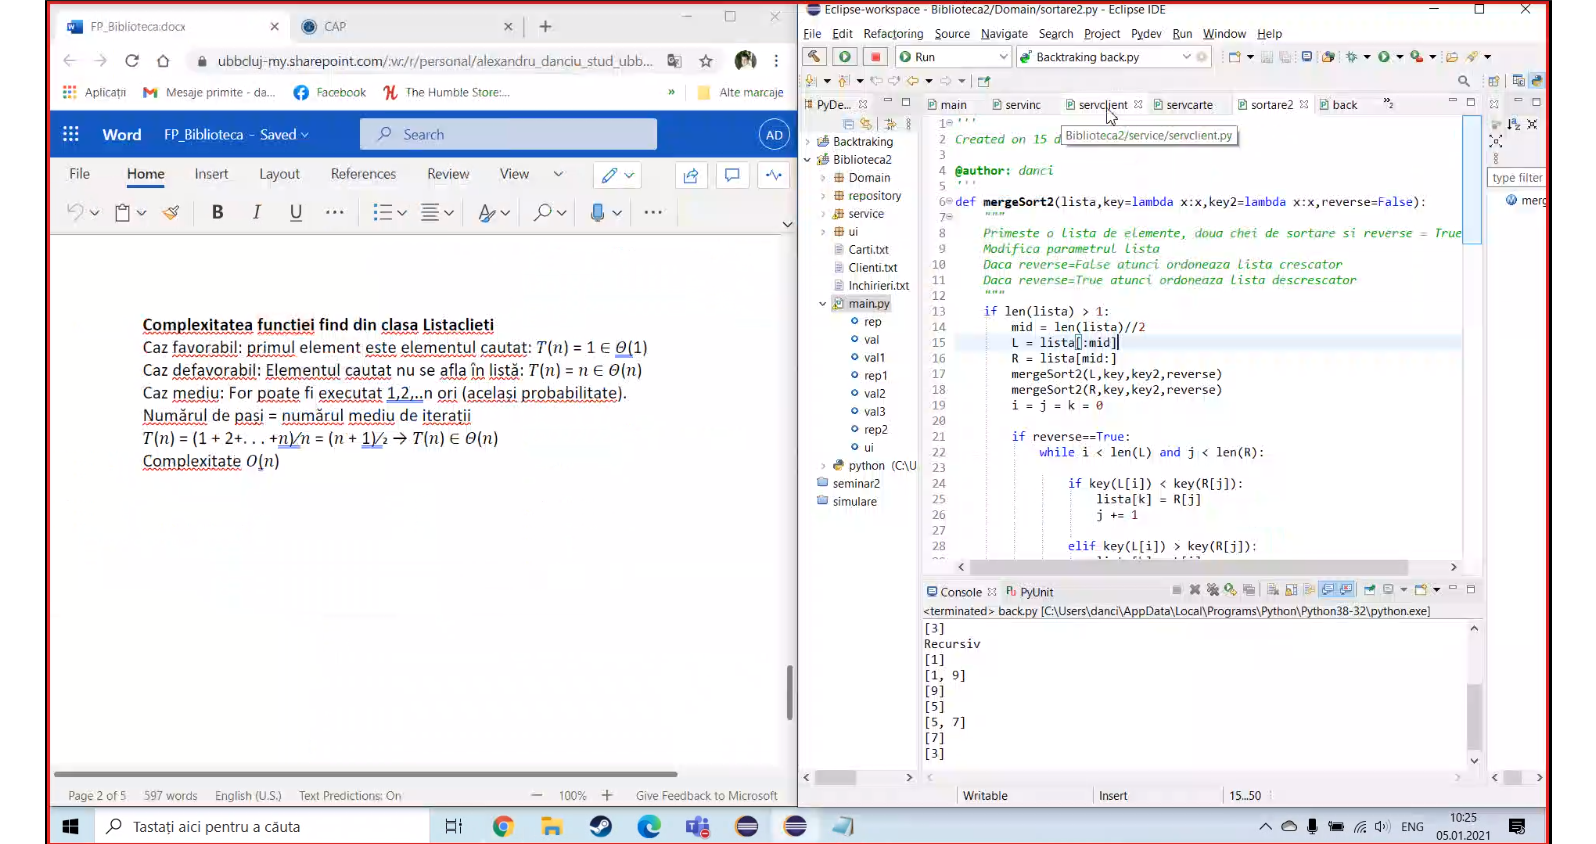 FP_Biblioteca.docx
CAP
ubbcluj-my.sharepoint.com/:w:/r/personal/alexandru_danciu_stud_ubb...
Aplicații
Mesaje primite - da...
Facebook
The Humble Store:...
»
Alte marcaje
Word
FP_Biblioteca - Saved
Search
AD
File
Home
Insert
Layout
References
Review
View
B
I
U
Complexitatea functiei find din clasa Listaclieti
Caz favorabil: primul element este elementul cautat: T(n) = 1 ∈ Θ(1)
Caz defavorabil: Elementul cautat nu se afla în listă: T(n) = n ∈ Θ(n)
Caz mediu: For poate fi executat 1,2,..n ori (acelasi probabilitate).
Numărul de pasi = numărul mediu de iteratii
T(n) = (1 + 2+. . . +n)/n = (n + 1)/2 → T(n) ∈ Θ(n)
Complexitate O(n)
Page 2 of 5
597 words
English (U.S.)
Text Predictions: On
100%
Give Feedback to Microsoft
Eclipse-workspace - Biblioteca2/Domain/sortare2.py - Eclipse IDE
File Edit Refactoring Source Navigate Search Project Pydev Run Window Help
Run
Backtraking back.py
PyDe...
main
servinc
servclient
servcarte
sortare2
back
»2
Biblioteca2/service/servclient.py
Backtraking
Biblioteca2
Domain
repository
service
ui
Carti.txt
Clienti.txt
Inchirieri.txt
main.py
rep
val
val1
rep1
val2
val3
rep2
ui
python (C:\U
seminar2
simulare
1 '''
2 Created on 15 d
3
4 @author: danci
5 '''
6 def mergeSort2(lista,key=lambda x:x,key2=lambda x:x,reverse=False):
7 """
8 Primeste o lista de elemente, doua chei de sortare si reverse = True
9 Modifica parametrul lista
10 Daca reverse=False atunci ordoneaza lista crescator
11 Daca reverse=True atunci ordoneaza lista descrescator
12 """
13 if len(lista) > 1:
14 mid = len(lista)//2
15 L = lista[:mid]
16 R = lista[mid:]
17 mergeSort2(L,key,key2,reverse)
18 mergeSort2(R,key,key2,reverse)
19 i = j = k = 0
20
21 if reverse==True:
22 while i < len(L) and j < len(R):
23
24 if key(L[i]) < key(R[j]):
25 lista[k] = R[j]
26 j += 1
27
28 elif key(L[i]) > key(R[j]):
type filter
merg
Console
PyUnit
<terminated> back.py [C:\Users\danci\AppData\Local\Programs\Python\Python38-32\python.exe]
[3]
Recursiv
[1]
[1, 9]
[9]
[5]
[5, 7]
[7]
[3]
Writable
Insert
15...50
Tastați aici pentru a căuta
ENG
10:25
05.01.2021